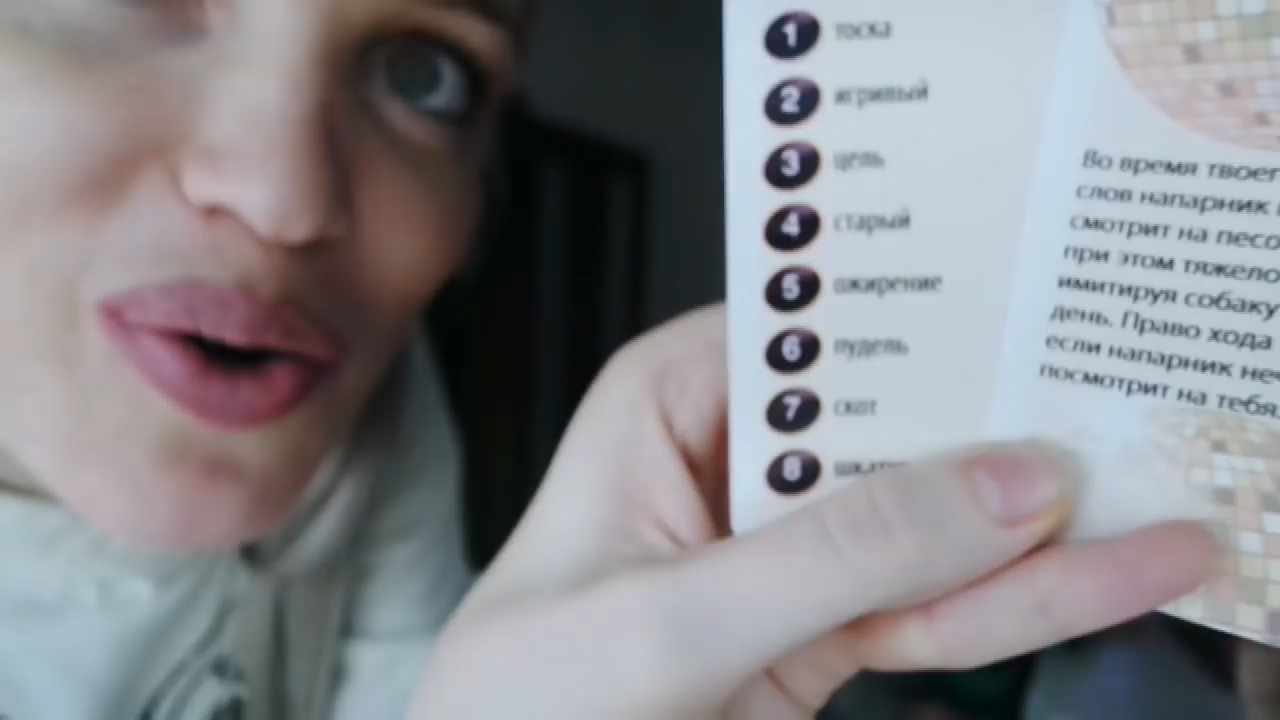 1 тоска
2 игривый
3 цель
4 старый
5 ожирение
6 пудель
7 скот
8
Во время твоег
слов напарник
смотрит на песо
при этом тяжело
имитируя собаку
день. Право хода
если напарник не
посмотрит на тебя